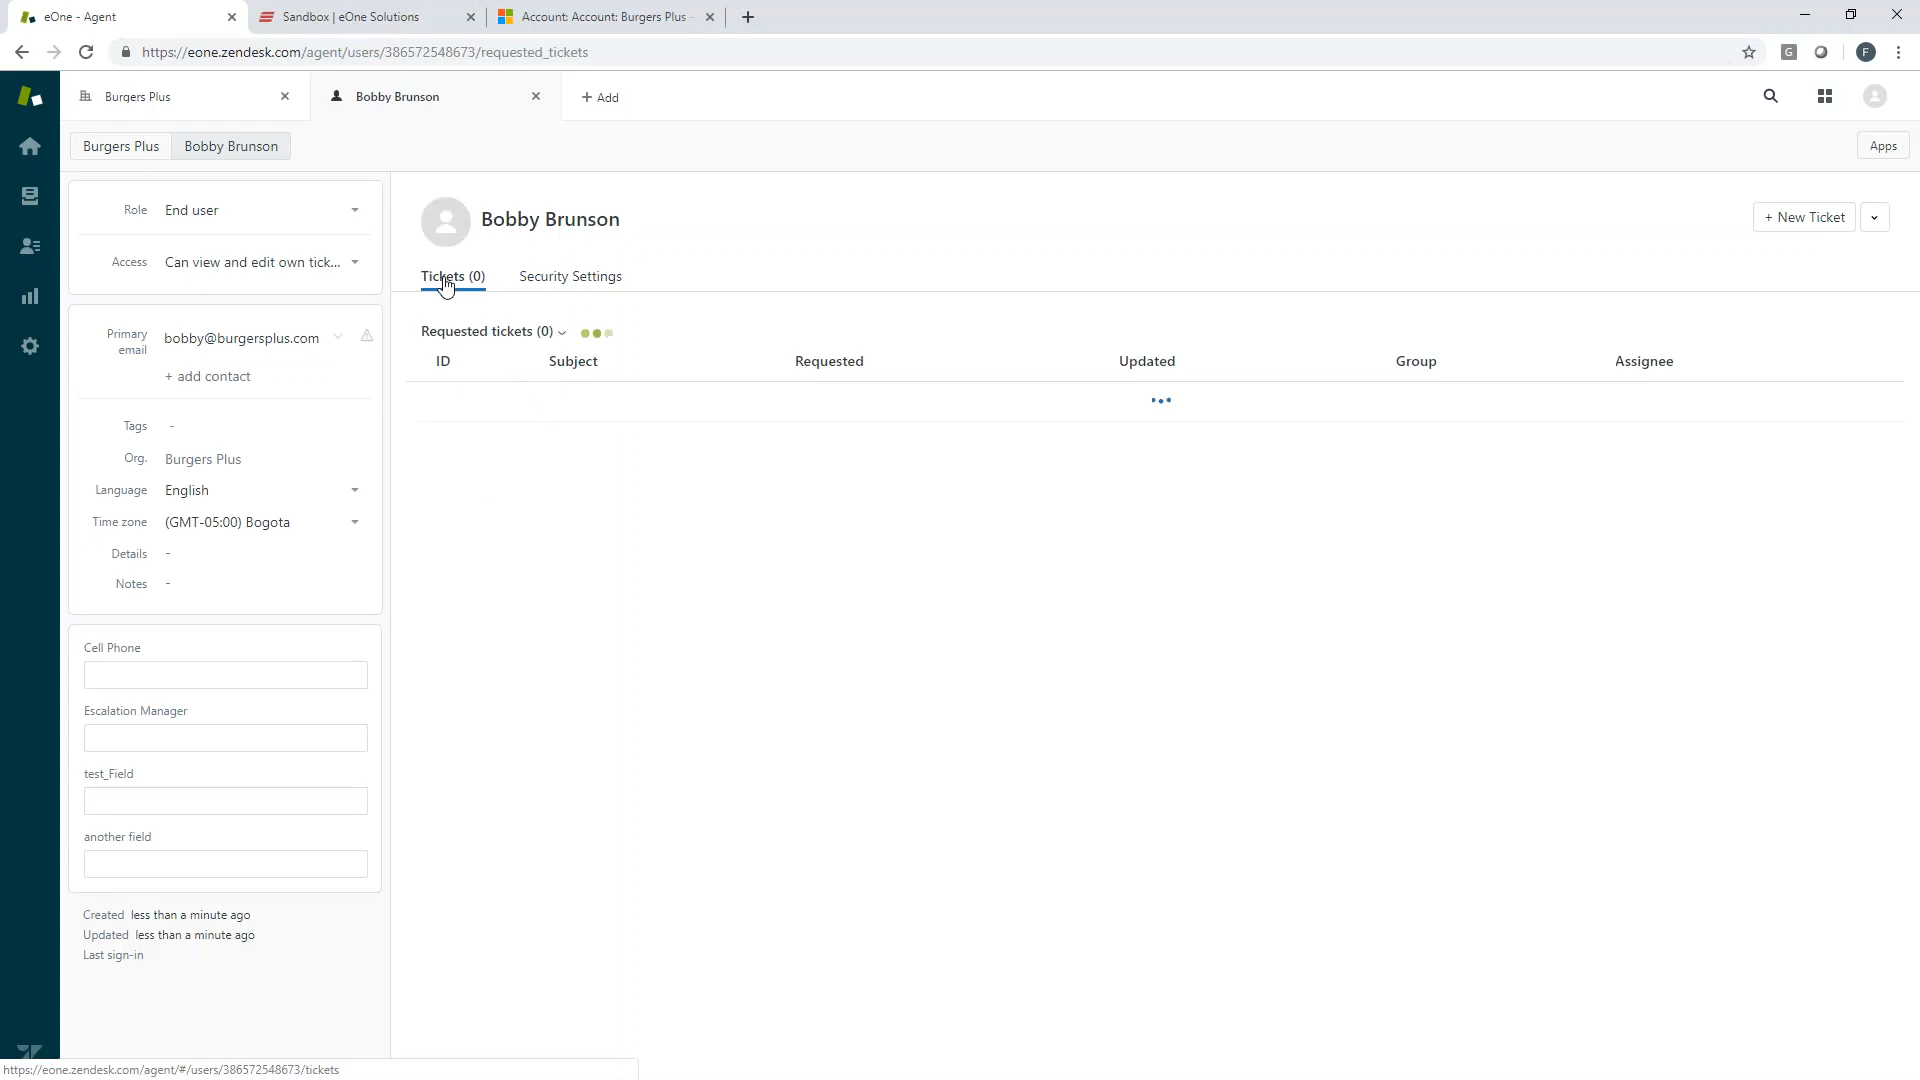 eOne - Agent
Sandbox | eOne Solutions
Account: Account: Burgers Plus -
https://eone.zendesk.com/agent/users/386572548673/requested_tickets
G
F
Burgers Plus
Bobby Brunson
+ Add
Burgers Plus
Bobby Brunson
Apps
Role End user
Access Can view and edit own tick...
Primary email bobby@burgersplus.com
+ add contact
Tags -
Org. Burgers Plus
Language English
Time zone (GMT-05:00) Bogota
Details -
Notes -
Cell Phone
Escalation Manager
test_Field
another field
Created less than a minute ago
Updated less than a minute ago
Last sign-in
Bobby Brunson
+ New Ticket
Tickets (0) Security Settings
Requested tickets (0)
ID Subject Requested Updated Group Assignee
https://eone.zendesk.com/agent/#/users/386572548673/tickets